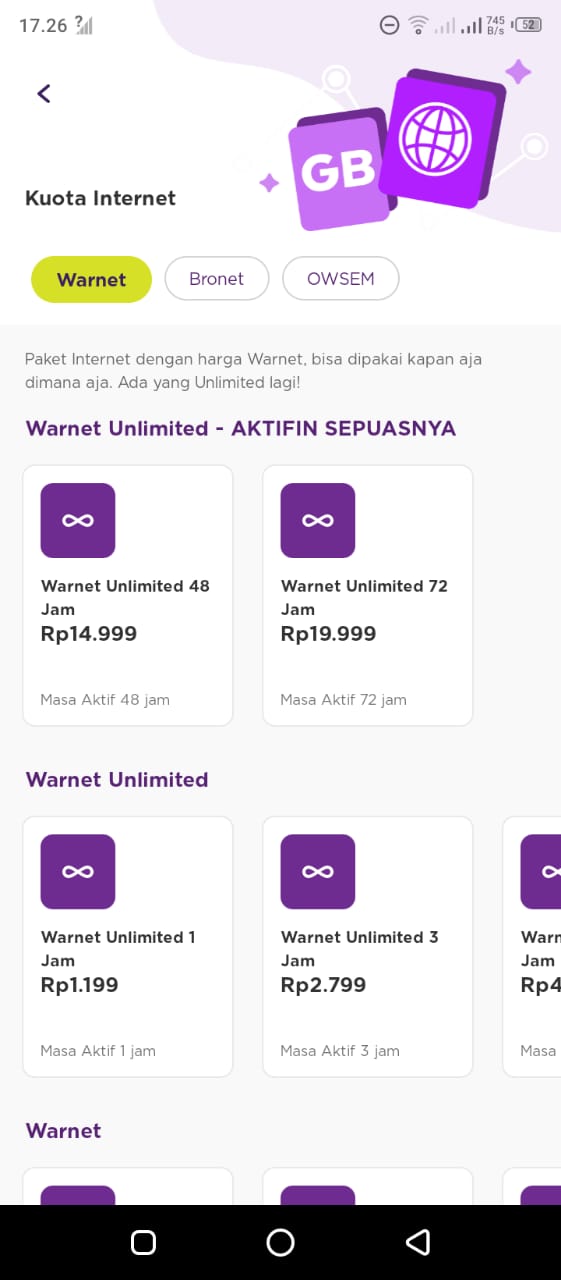 17.26
745
B/s
52
GB
Kuota Internet
Warnet
Bronet
OWSEM
Paket Internet dengan harga Warnet, bisa dipakai kapan aja
dimana aja. Ada yang Unlimited lagi!
Warnet Unlimited - AKTIFIN SEPUASNYA
Warnet Unlimited 48
Jam
Rp14.999
Masa Aktif 48 jam
Warnet Unlimited 72
Jam
Rp19.999
Masa Aktif 72 jam
Warnet Unlimited
Warnet Unlimited 1
Jam
Rp1.199
Masa Aktif 1 jam
Warnet Unlimited 3
Jam
Rp2.799
Masa Aktif 3 jam
Warn
Jam
Rp4
Masa
Warnet